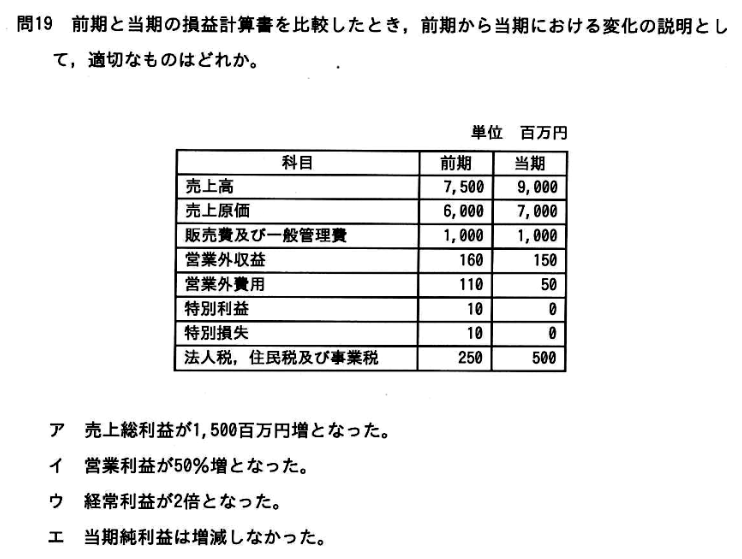 問19 前期と当期の損益計算書を比較したとき，前期から当期における変化の説明とし
て，適切なものはどれか。
単位 百万円
科目 前期 当期
売上高 7,500 9,000
売上原価 6,000 7,000
販売費及び一般管理費 1,000 1,000
営業外収益 160 150
営業外費用 110 50
特別利益 10 0
特別損失 10 0
法人税，住民税及び事業税 250 500
ア 売上総利益が1,500百万円増となった。
イ 営業利益が50％増となった。
ウ 経常利益が2倍となった。
エ 当期純利益は増減しなかった。